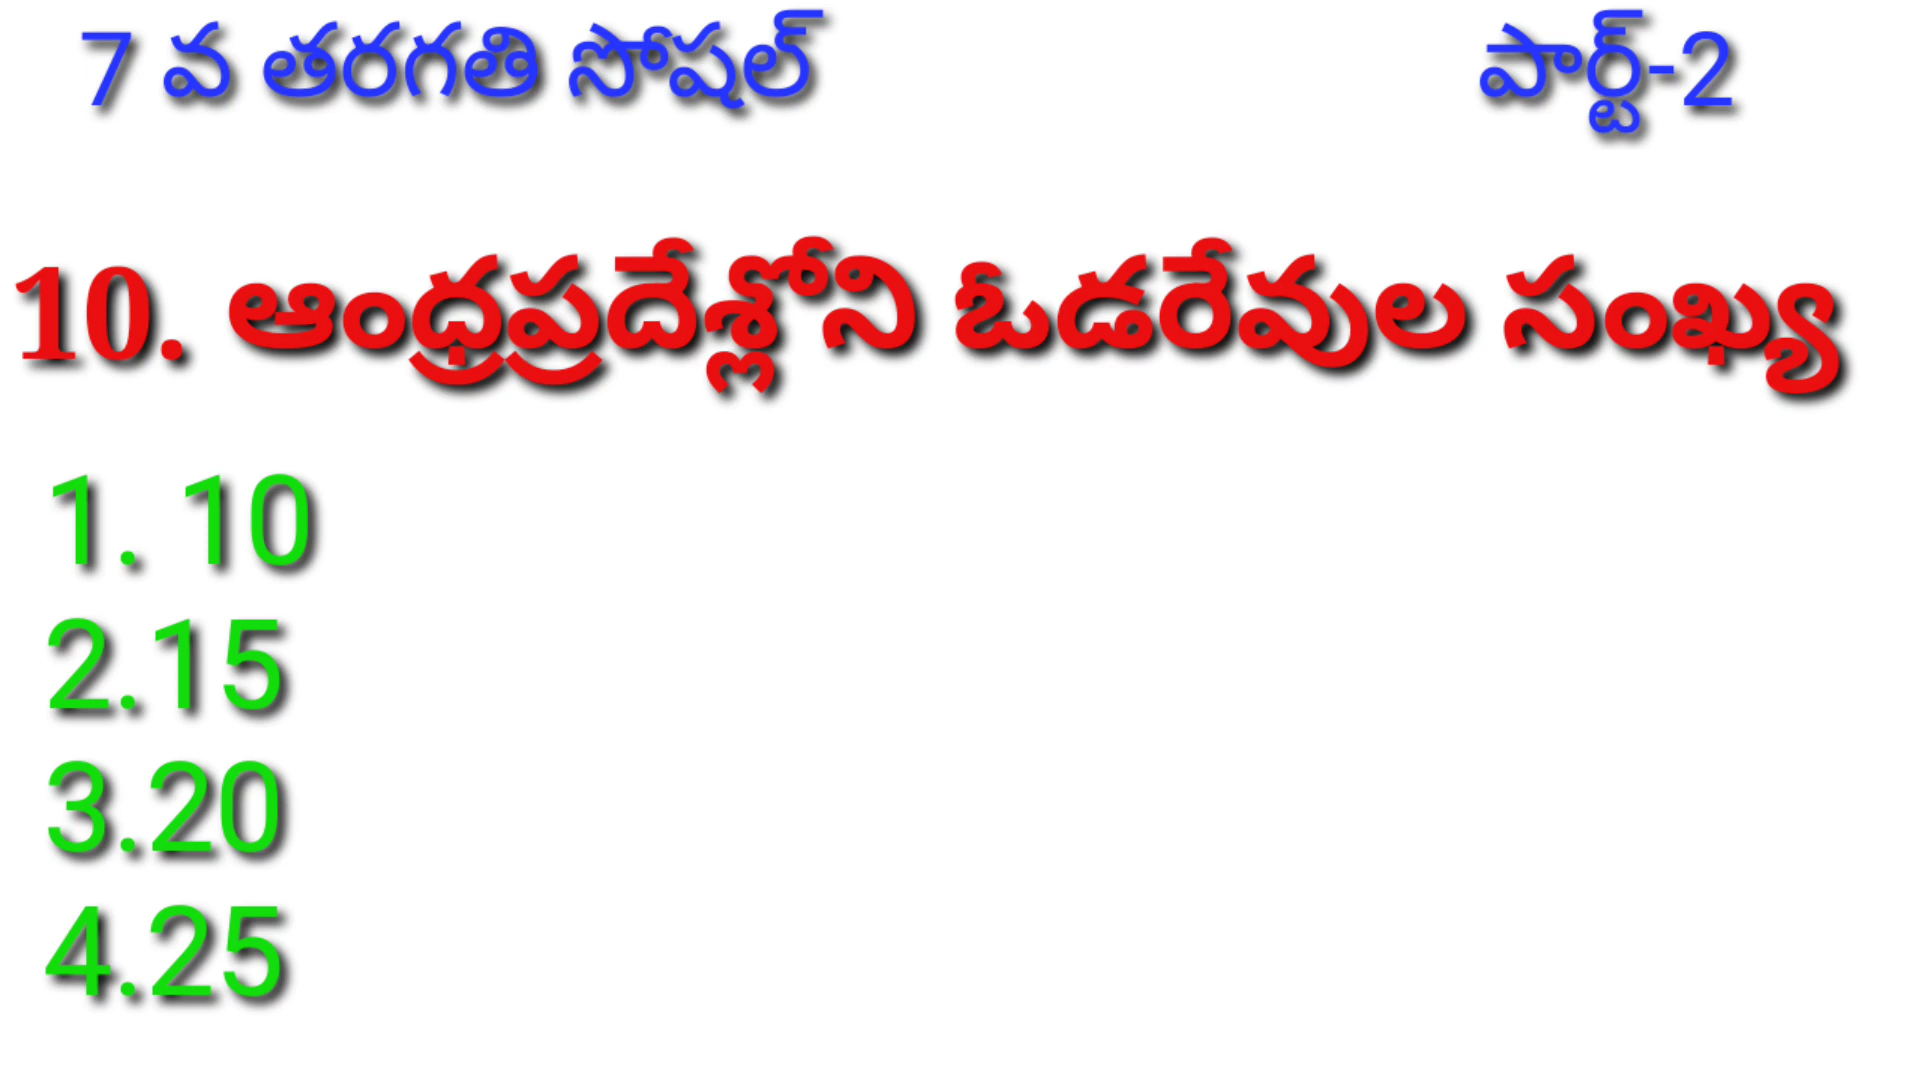 7 వ తరగతి సోషల్ పార్ట్-2
10. ఆంధ్రప్రదేశ్లోని ఓడరేవుల సంఖ్య
1. 10
2.15
3.20
4.25